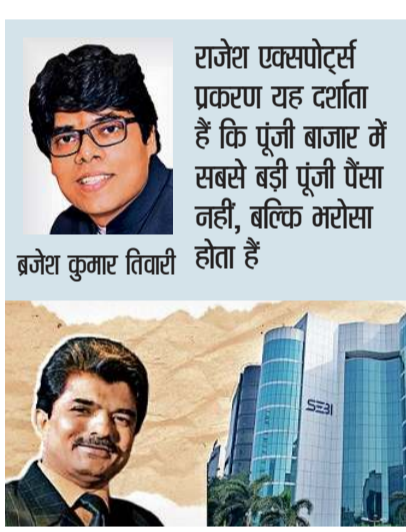 राजेश एक्सपोर्ट्स
प्रकरण यह दर्शाता
हैं कि पूंजी बाजार में
सबसे बड़ी पूंजी पैंसा
नहीं, बल्कि भरोसा
होता हैं
ब्रजेश कुमार तिवारी
SEBI